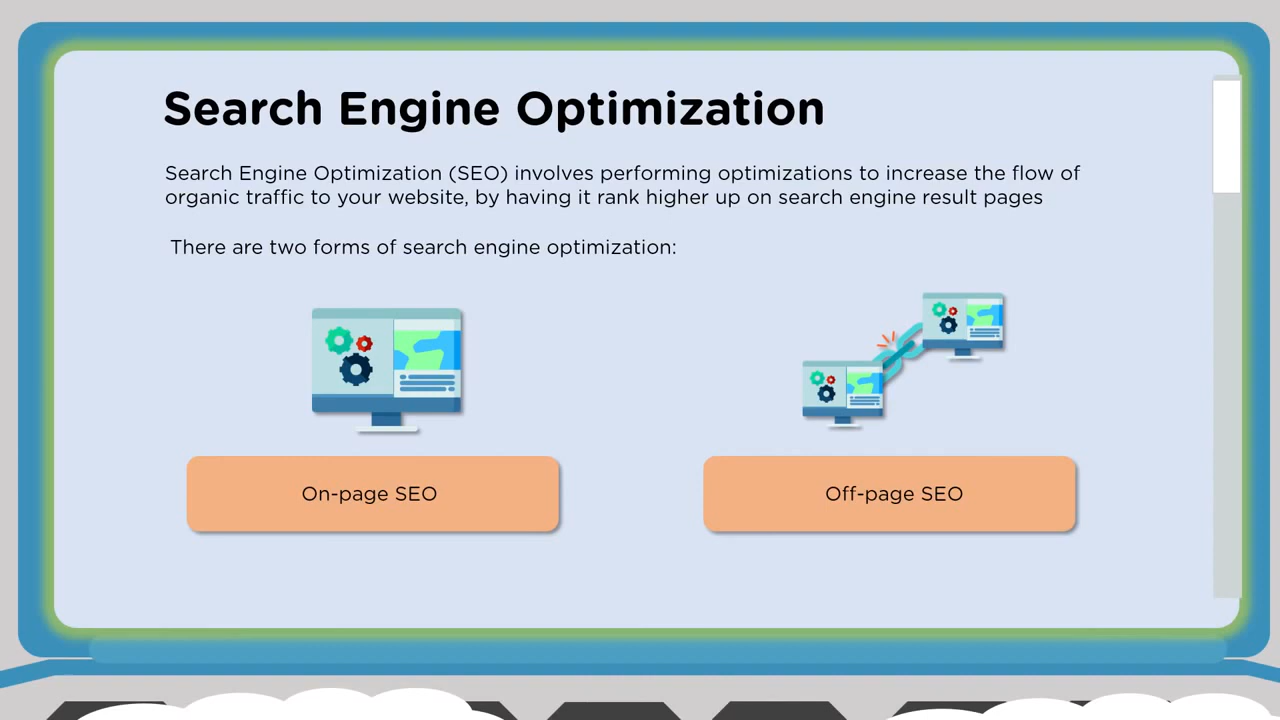 Search Engine Optimization
Search Engine Optimization (SEO) involves performing optimizations to increase the flow of
organic traffic to your website, by having it rank higher up on search engine result pages
There are two forms of search engine optimization:
On-page SEO
Off-page SEO